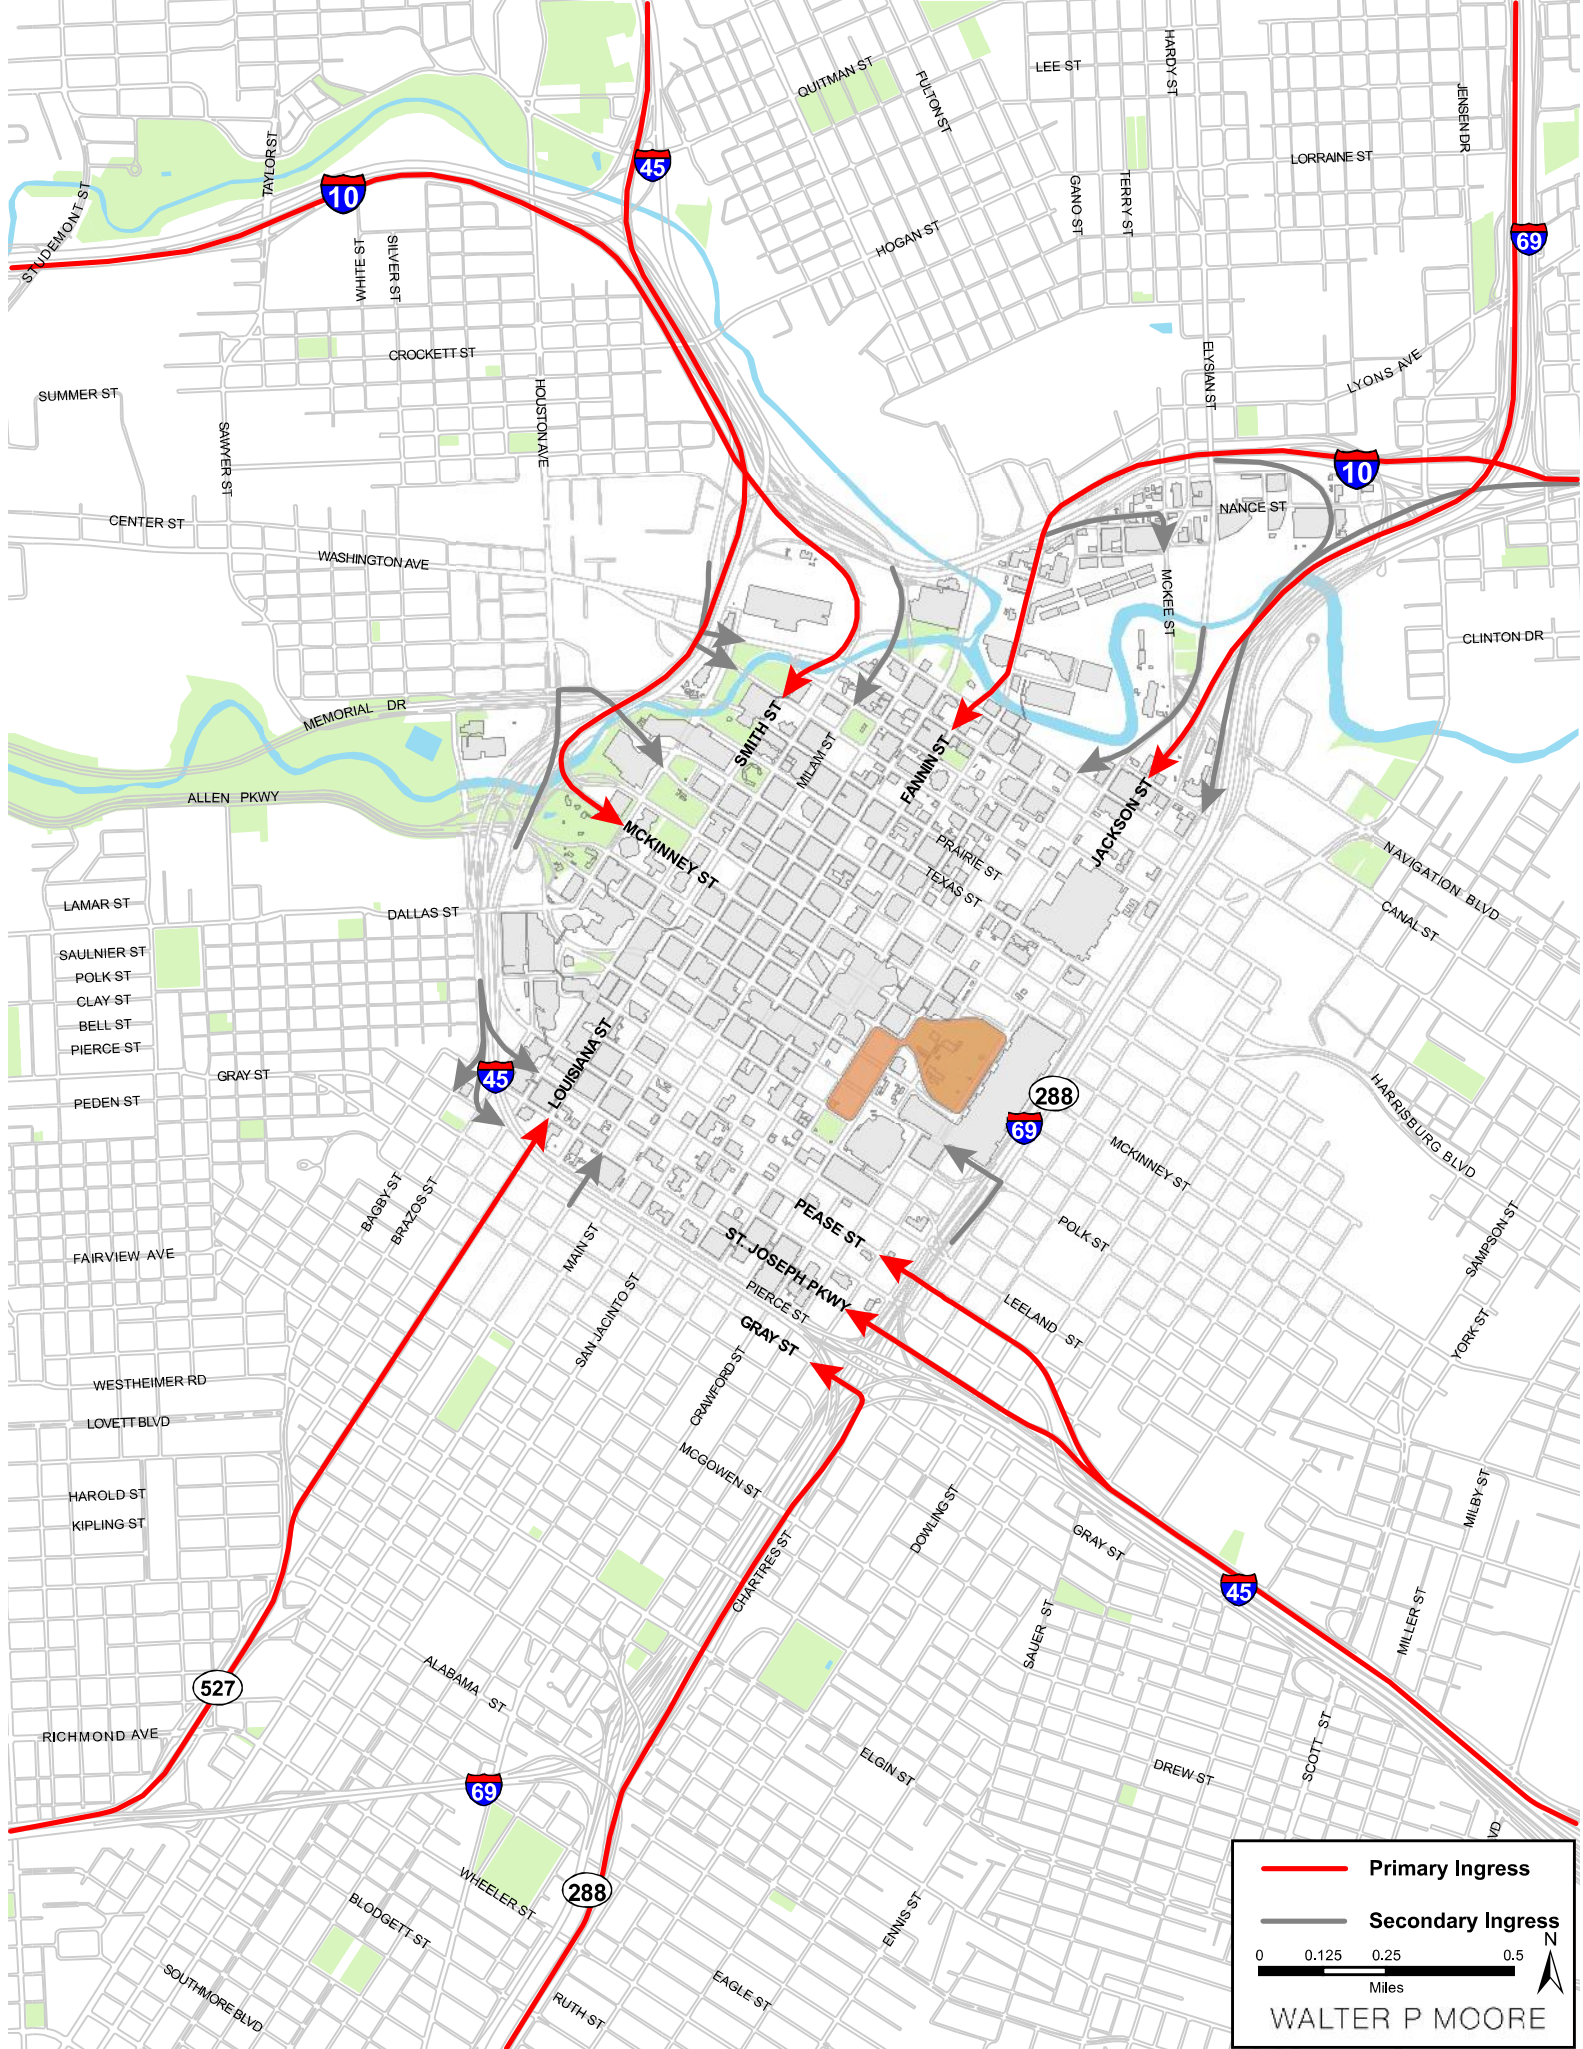 QUITMAN ST
FULTON ST
LEE ST
HARDY ST
JENSEN DR
TAYLOR ST
45
LORRAINE ST
10
STUDEMONT ST
GANO ST
TERRY ST
WHITE ST
SILVER ST
HOGAN ST
69
CROCKETT ST
ELYSIAN ST
LYONS AVE
SUMMER ST
HOUSTON AVE
SAWYER ST
10
CENTER ST
NANCE ST
WASHINGTON AVE
MCKEE ST
CLINTON DR
MEMORIAL DR
SMITH ST
MILAM ST
FANNIN ST
ALLEN PKWY
JACKSON ST
MCKINNEY ST
PRAIRIE ST
TEXAS ST
NAVIGATION BLVD
CANAL ST
LAMAR ST
DALLAS ST
SAULNIER ST
POLK ST
CLAY ST
BELL ST
PIERCE ST
GRAY ST
PEDEN ST
45
LOUISIANA ST
288
69
HARRISBURG BLVD
MCKINNEY ST
BAGBY ST
BRAZOS ST
MAIN ST
PEASE ST
ST. JOSEPH PKWY
PIERCE ST
GRAY ST
POLK ST
SAMPSON ST
FAIRVIEW AVE
SAN JACINTO ST
LEELAND ST
YORK ST
CRAWFORD ST
WESTHEIMER RD
LOVETT BLVD
MCGOWEN ST
HAROLD ST
KIPLING ST
DOWLING ST
GRAY ST
MILBY ST
CHARTRES ST
45
SAUER ST
MILLER ST
ALABAMA ST
527
RICHMOND AVE
SCOTT ST
ELGIN ST
DREW ST
69
VD
WHEELER ST
288
BLODGETT ST
ENNIS ST
SOUTHMORE BLVD
EAGLE ST
RUTH ST
Primary Ingress
Secondary Ingress
N
0 0.125 0.25 0.5
Miles
WALTER P MOORE